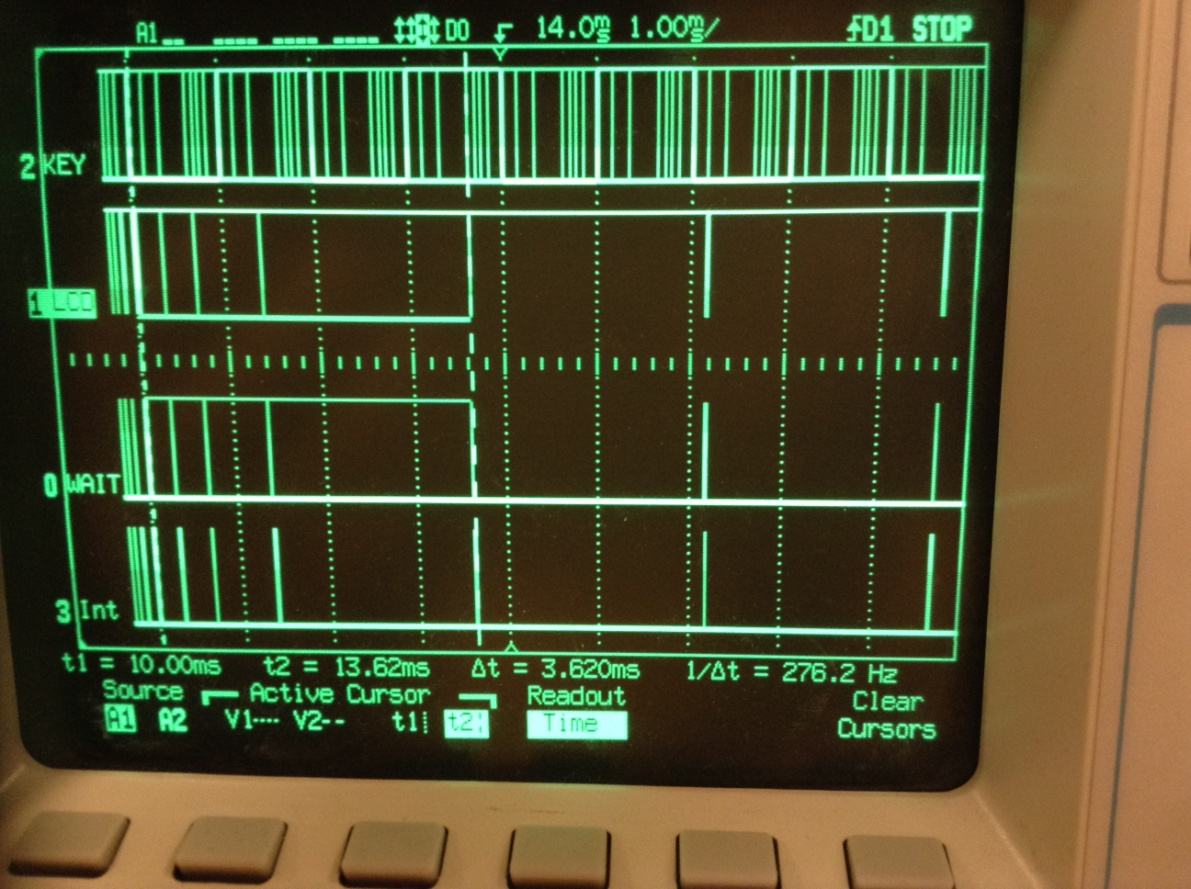 A1 D0 14.0m/s 1.00m/s/ D1 STOP
2 KEY
1 LCD
0 WAIT
3 Int
t1 = 10.00ms t2 = 13.62ms Δt = 3.620ms 1/Δt = 276.2 Hz
Source Active Cursor Readout Clear
A1 A2 V1 V2 t1 t2 Time Cursors